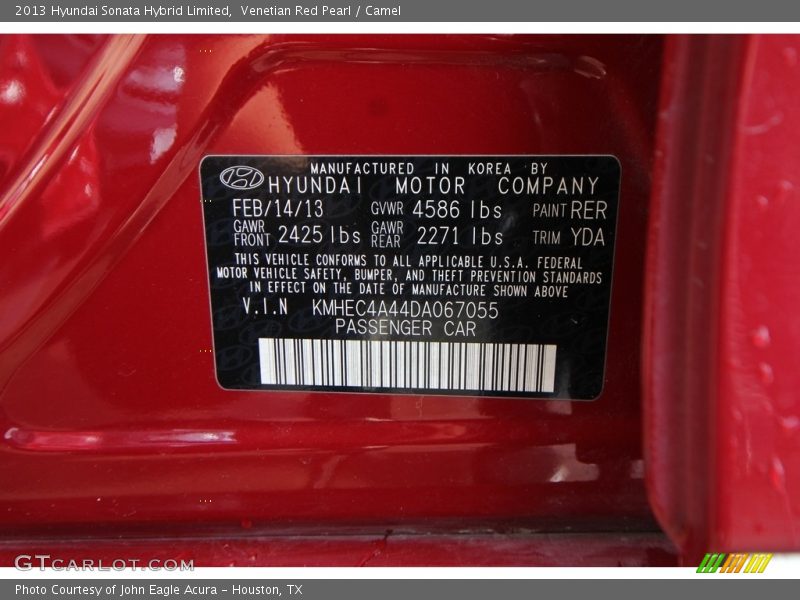 2013 Hyundai Sonata Hybrid Limited,  Venetian Red Pearl / Camel
MANUFACTURED IN KOREA BY
HYUNDAI MOTOR COMPANY
FEB/14/13 GVWR 4586 lbs PAINT RER
GAWR FRONT 2425 lbs GAWR REAR 2271 lbs TRIM YDA
THIS VEHICLE CONFORMS TO ALL APPLICABLE U.S.A. FEDERAL
MOTOR VEHICLE SAFETY, BUMPER, AND THEFT PREVENTION STANDARDS
IN EFFECT ON THE DATE OF MANUFACTURE SHOWN ABOVE
V.I.N KMHEC4A44DA067055
PASSENGER CAR
GTCARLOT.COM
Photo Courtesy of John Eagle Acura - Houston, TX